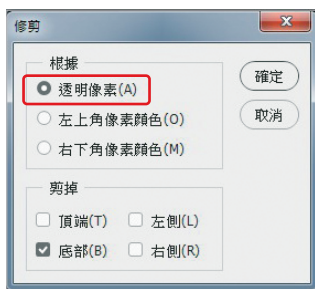 修剪
根據
透明像素(A)
左上角像素顏色(O)
右下角像素顏色(M)
確定
取消
剪掉
頂端(T) 左側(L)
底部(B) 右側(R)